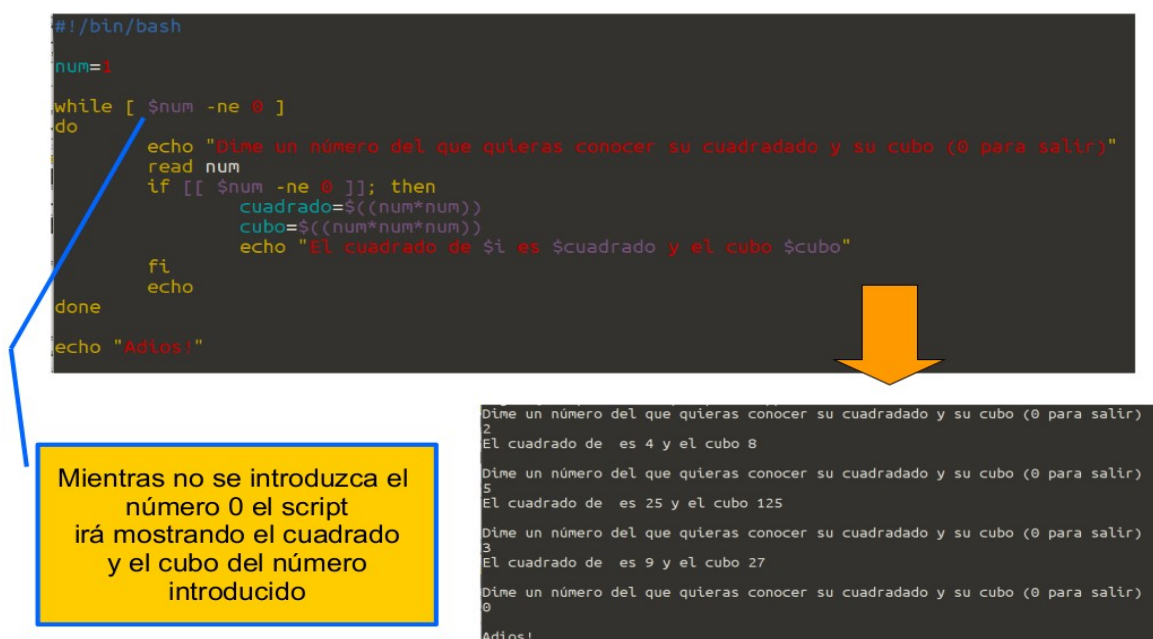 #!/bin/bash
num=1
while [ $num -ne 0 ]
do
echo "Dime un número del que quieras conocer su cuadradado y su cubo (0 para salir)"
read num
if [[ $num -ne 0 ]]; then
cuadrado=$((num*num))
cubo=$((num*num*num))
echo "El cuadrado de $i es $cuadrado y el cubo $cubo"
fi
echo
done
echo "Adios!"
Mientras no se introduzca el
número 0 el script
irá mostrando el cuadrado
y el cubo del número
introducido
Dime un número del que quieras conocer su cuadradado y su cubo (0 para salir)
2
El cuadrado de  es 4 y el cubo 8
Dime un número del que quieras conocer su cuadradado y su cubo (0 para salir)
5
El cuadrado de  es 25 y el cubo 125
Dime un número del que quieras conocer su cuadradado y su cubo (0 para salir)
3
El cuadrado de  es 9 y el cubo 27
Dime un número del que quieras conocer su cuadradado y su cubo (0 para salir)
0
Adios!